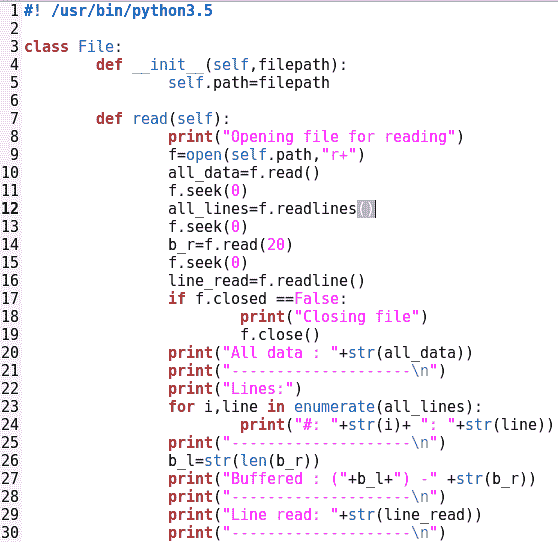 1 #! /usr/bin/python3.5
2
3 class File:
4         def __init__(self,filepath):
5                 self.path=filepath
6
7         def read(self):
8                 print("Opening file for reading")
9                 f=open(self.path,"r+")
10                 all_data=f.read()
11                 f.seek(0)
12                 all_lines=f.readlines()
13                 f.seek(0)
14                 b_r=f.read(20)
15                 f.seek(0)
16                 line_read=f.readline()
17                 if f.closed ==False:
18                         print("Closing file")
19                         f.close()
20                 print("All data : "+str(all_data))
21                 print("--------------------\n")
22                 print("Lines:")
23                 for i,line in enumerate(all_lines):
24                         print("#: "+str(i)+ ": "+str(line))
25                 print("--------------------\n")
26                 b_l=str(len(b_r))
27                 print("Buffered : ("+b_l+") -" +str(b_r))
28                 print("--------------------\n")
29                 print("Line read: "+str(line_read))
30                 print("--------------------\n")